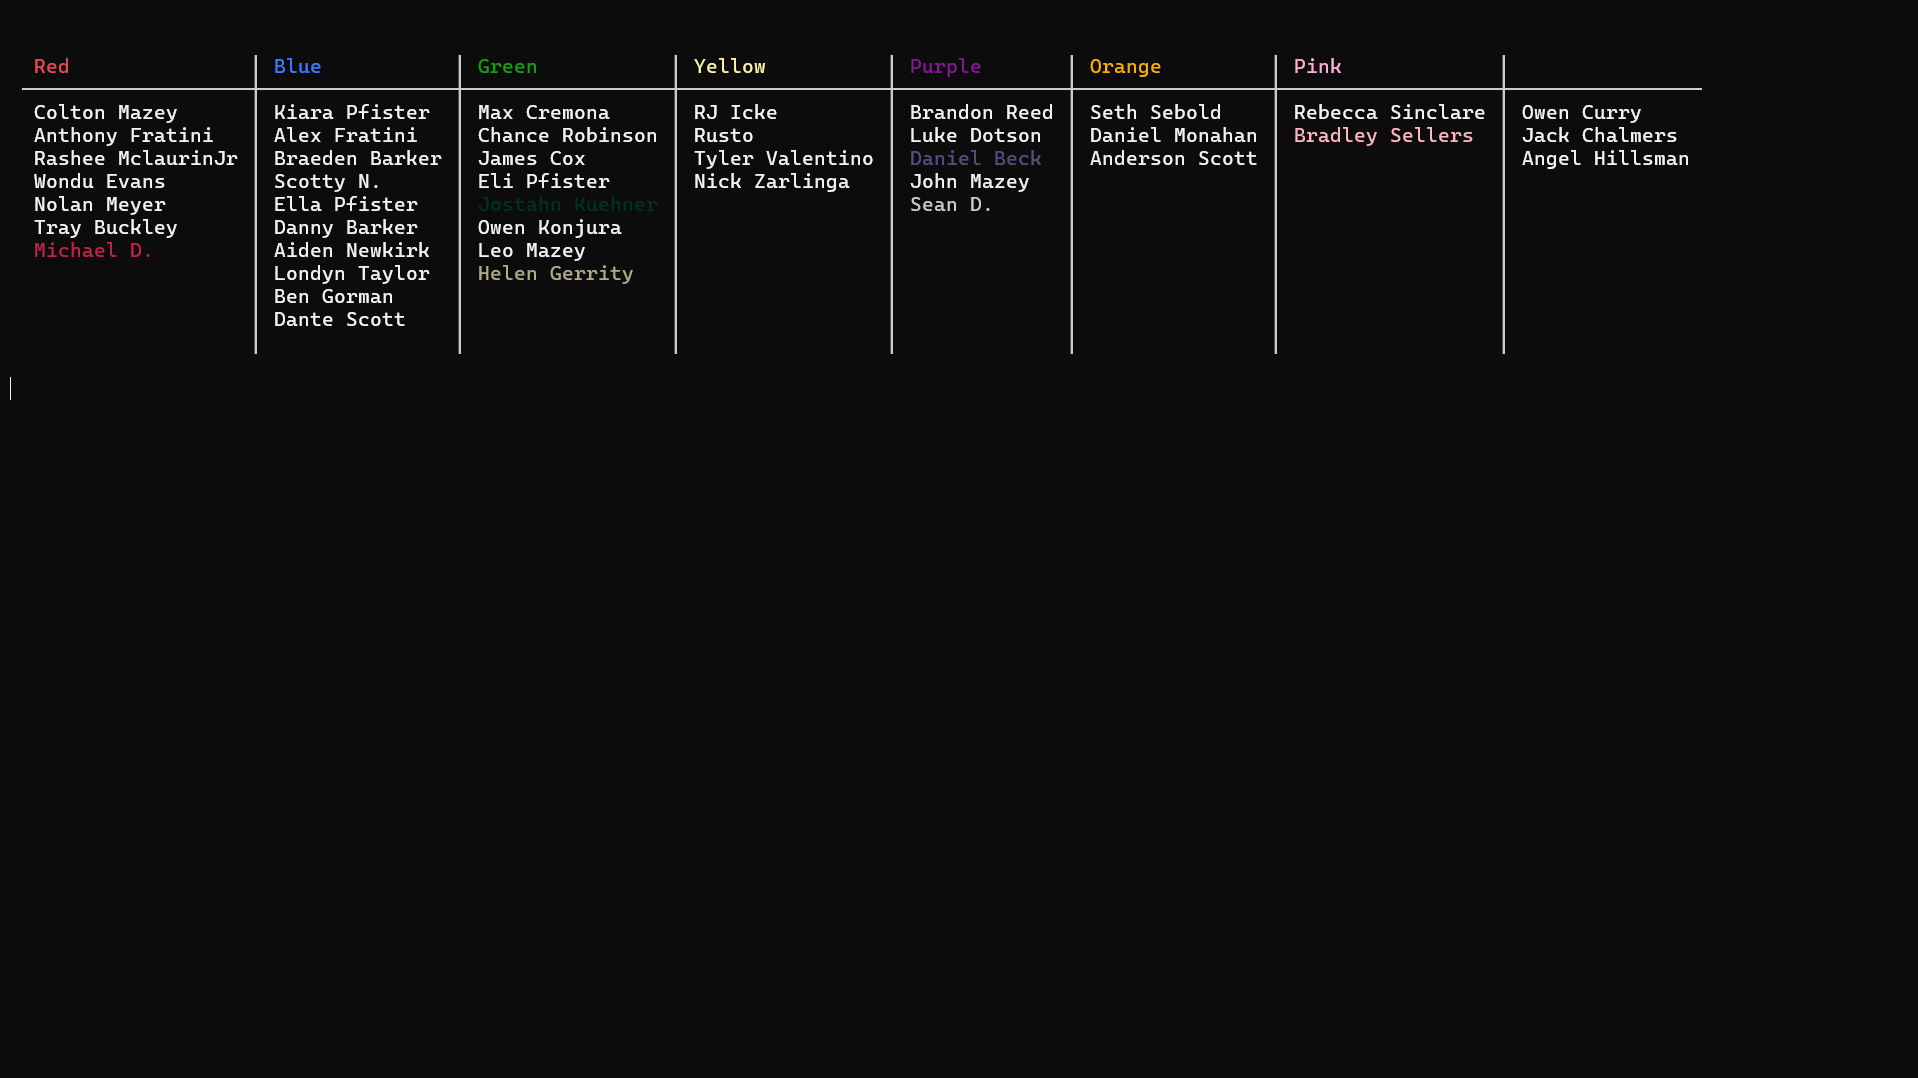 Red Blue Green Yellow Purple Orange Pink
Colton Mazey Kiara Pfister Max Cremona RJ Icke Brandon Reed Seth Sebold Rebecca Sinclare Owen Curry
Anthony Fratini Alex Fratini Chance Robinson Rusto Luke Dotson Daniel Monahan Bradley Sellers Jack Chalmers
Rashee MclaurinJr Braeden Barker James Cox Tyler Valentino Daniel Beck Anderson Scott Angel Hillsman
Wondu Evans Scotty N. Eli Pfister Nick Zarlinga John Mazey
Nolan Meyer Ella Pfister Jostahn Kuehner Sean D.
Tray Buckley Danny Barker Owen Konjura
Michael D. Aiden Newkirk Leo Mazey
Londyn Taylor Helen Gerrity
Ben Gorman
Dante Scott